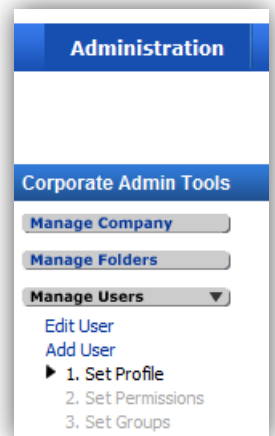 Administration
Corporate Admin Tools
Manage Company
Manage Folders
Manage Users
Edit User
Add User
1. Set Profile
2. Set Permissions
3. Set Groups